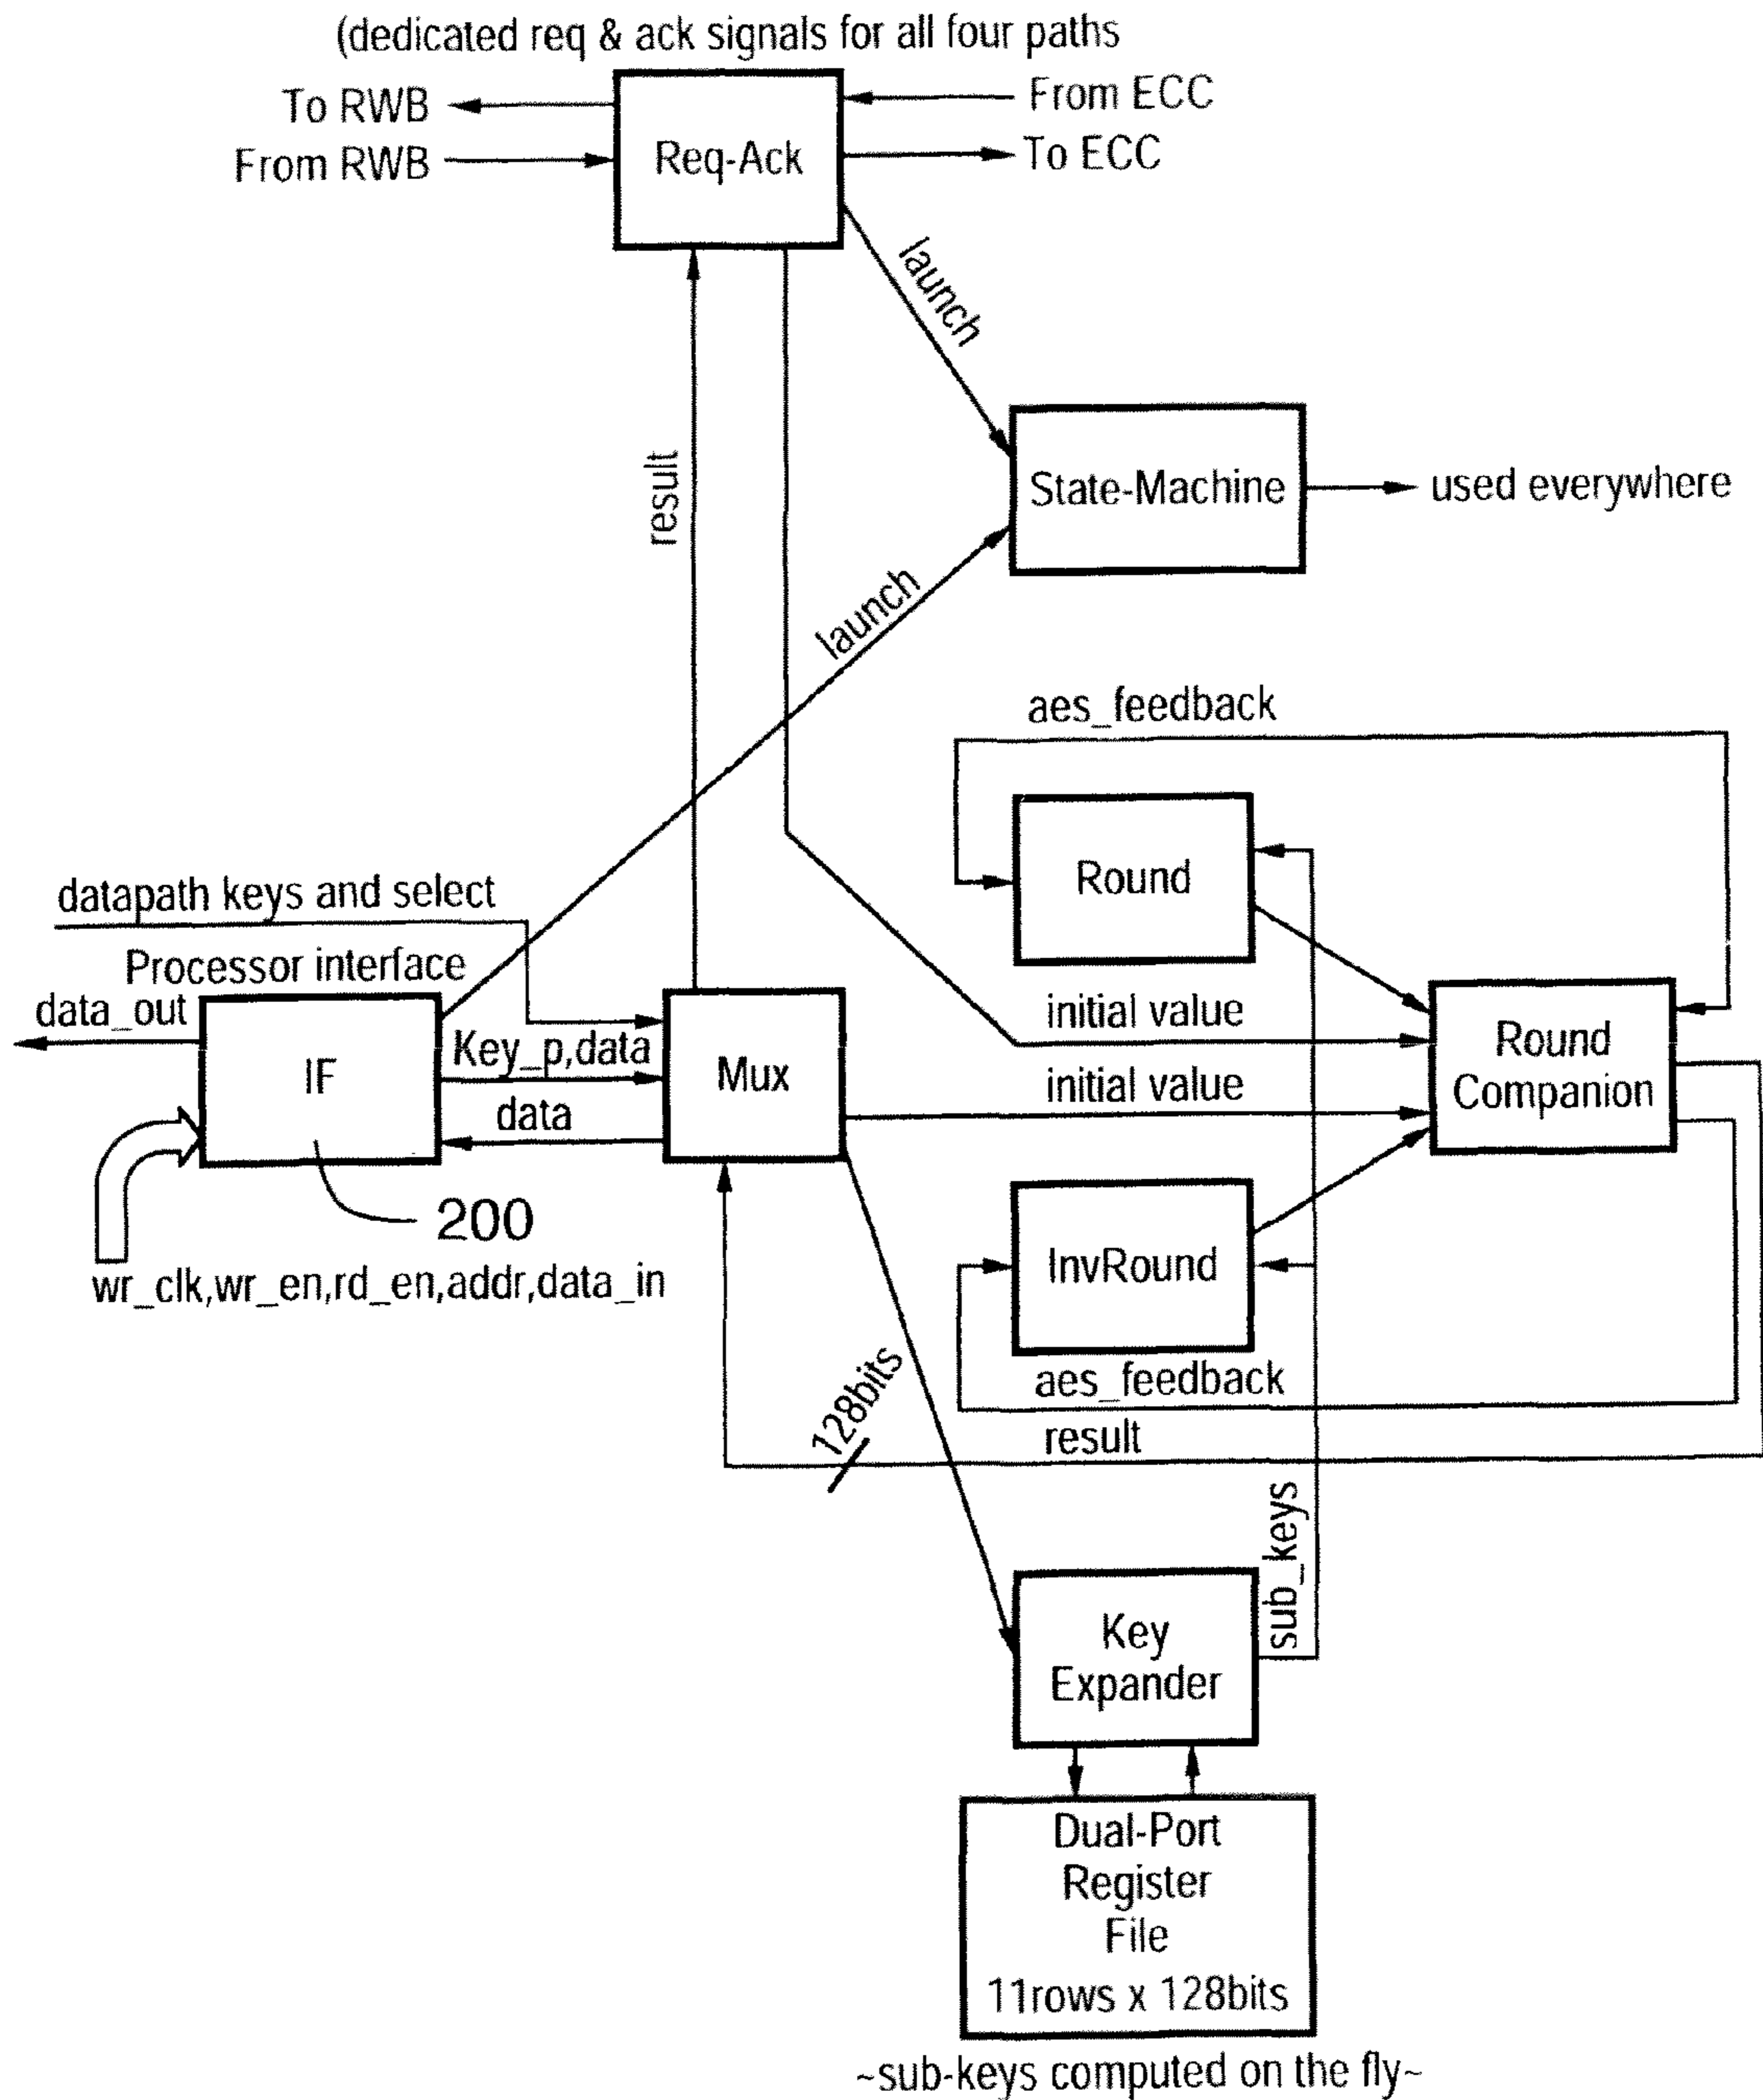 (dedicated req & ack signals for all four paths
To RWB
From ECC
From RWB
Req-Ack
To ECC
launch
result
State-Machine
used everywhere
launch
aes_feedback
Round
datapath keys and select
Processor interface
data_out
IF
Key_p,data
data
Mux
initial value
initial value
Round
Companion
200
wr_clk,wr_en,rd_en,addr,data_in
InvRound
aes_feedback
128bits
result
sub_keys
Key
Expander
Dual-Port
Register
File
11rows x 128bits
~sub-keys computed on the fly~